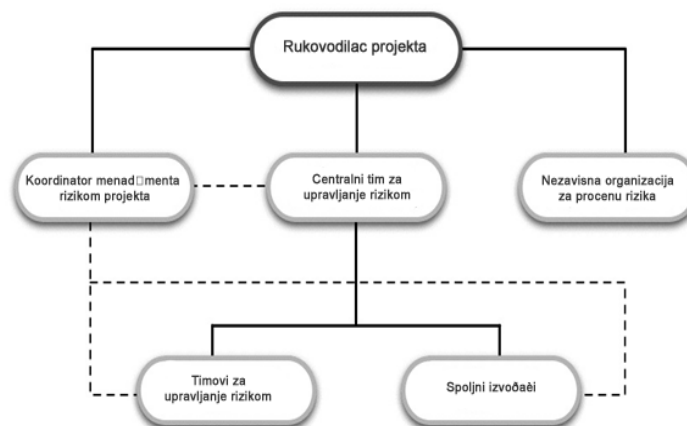 Rukovodilac projekta
Koordinator menad□menta
rizikom projekta
Centralni tim za
upravljanje rizikom
Nezavisna organizacija
za procenu rizika
Timovi za
upravljanje rizikom
Spoljni izvoðaèi